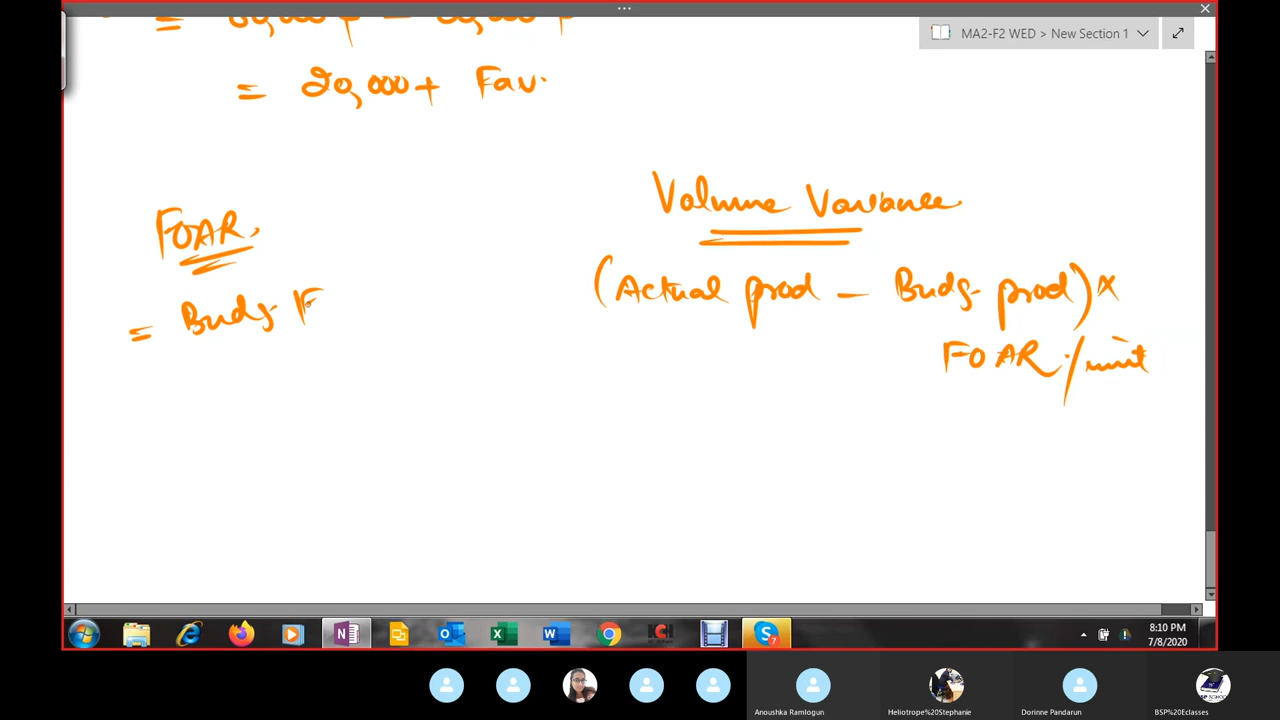 MA2-F2 WED > New Section 1
= 20,000+ Fav.
Volume Variance
FOAR.
(Actual prod - Budg. prod) x
= Budg. F
FOAR./unit
8:10 PM
7/8/2020
Anoushka Ramlogun
Heliotrope%20Stephanie
Dorinne Pandarun
BSP%20Eclasses